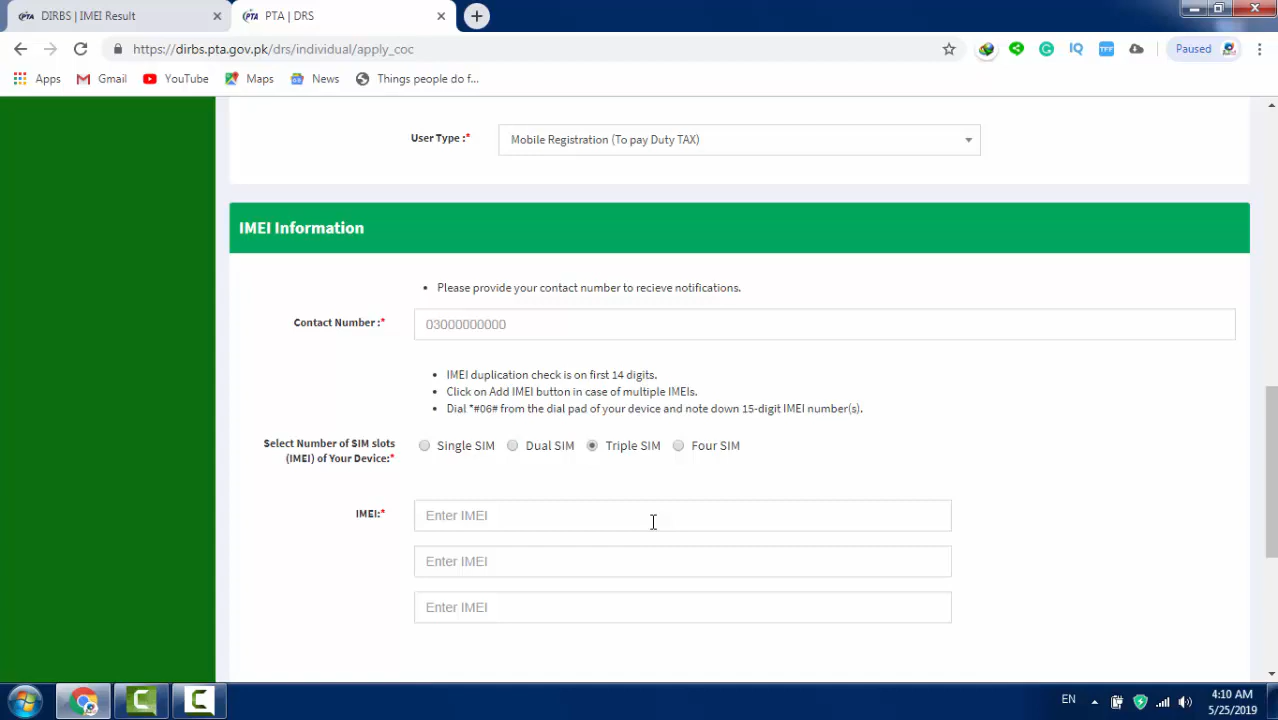 PTA DIRBS | IMEI Result
PTA PTA | DRS
https://dirbs.pta.gov.pk/drs/individual/apply_coc
IQ
TFF
Paused
Apps
Gmail
YouTube
Maps
News
Things people do f...
User Type :*
Mobile Registration (To pay Duty TAX)
IMEI Information
• Please provide your contact number to recieve notifications.
Contact Number :*
03000000000
• IMEI duplication check is on first 14 digits.
• Click on Add IMEI button in case of multiple IMEIs.
• Dial *#06# from the dial pad of your device and note down 15-digit IMEI number(s).
Select Number of SIM slots
(IMEI) of Your Device:*
Single SIM
Dual SIM
Triple SIM
Four SIM
IMEI:*
Enter IMEI
Enter IMEI
Enter IMEI
EN
4:10 AM
5/25/2019